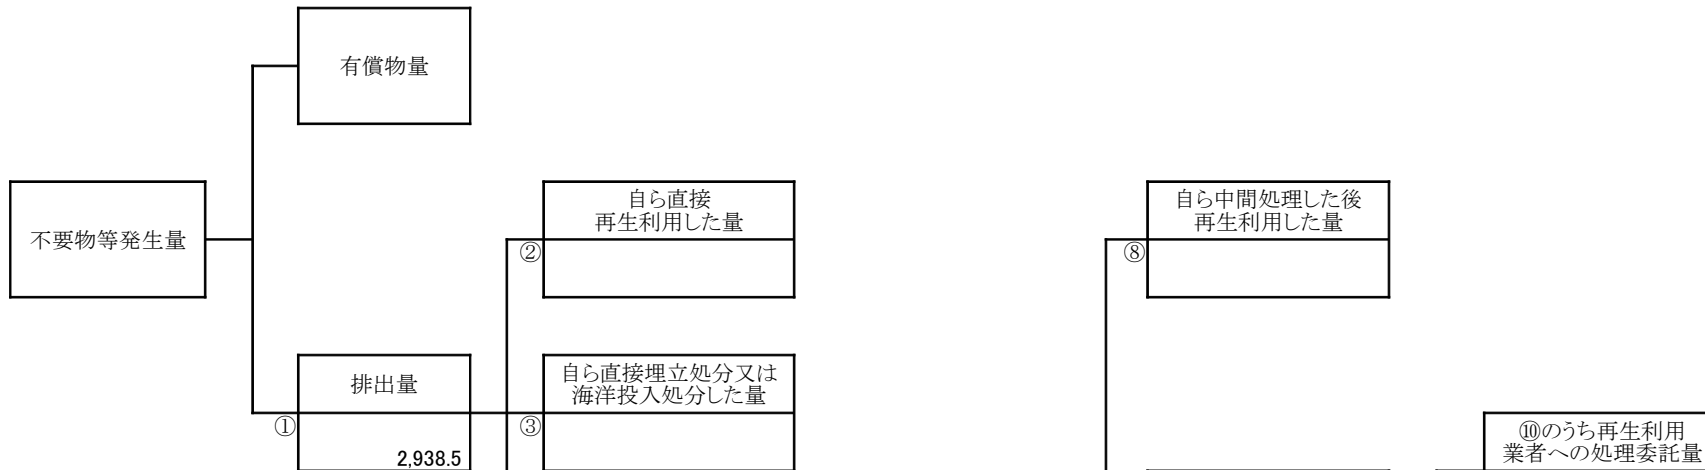 有償物量
不要物等発生量
自ら直接
再生利用した量
②
自ら中間処理した後
再生利用した量
⑧
排出量
①
2,938.5
自ら直接埋立処分又は
海洋投入処分した量
③
⑩のうち再生利用
業者への処理委託量